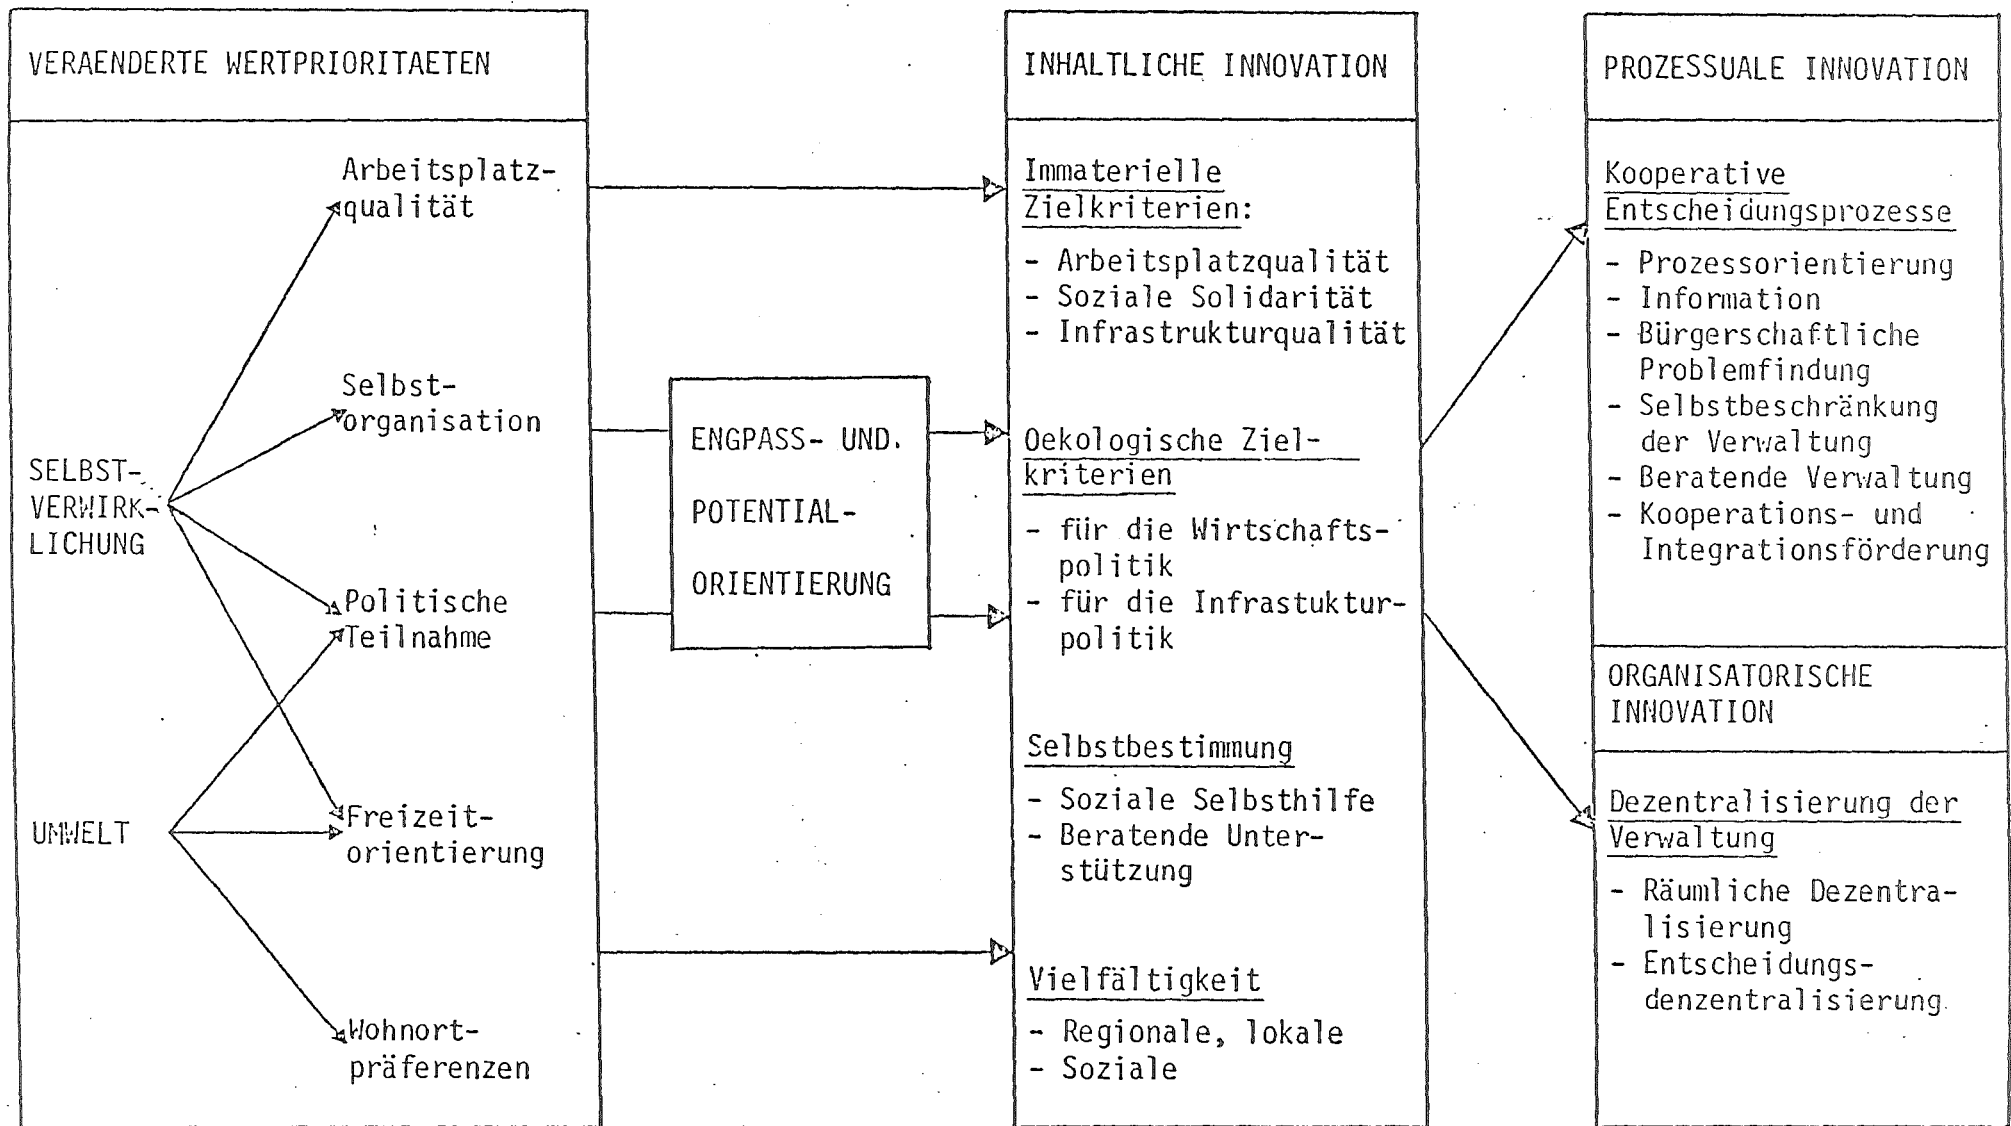 VERAENDERTE WERTPRIORITAETEN
Arbeitsplatz-
qualität
Selbst-
organisation
SELBST-
VERWIRK-
LICHUNG
Politische
Teilnahme
UMWELT
Freizeit-
orientierung
Wohnort-
präferenzen
ENGPASS- UND.
POTENTIAL-
ORIENTIERUNG
INHALTLICHE INNOVATION
Immaterielle
Zielkriterien:
- Arbeitsplatzqualität
- Soziale Solidarität
- Infrastrukturqualität
Oekologische Ziel-
kriterien
- für die Wirtschafts-
politik
- für die Infrastuktur-
politik
Selbstbestimmung
- Soziale Selbsthilfe
- Beratende Unter-
stützung
Vielfältigkeit
- Regionale, lokale
- Soziale
PROZESSUALE INNOVATION
Kooperative
Entscheidungsprozesse
- Prozessorientierung
- Information
- Bürgerschaftliche
Problemfindung
- Selbstbeschränkung
der Verwaltung
- Beratende Verwaltung
- Kooperations- und
Integrationsförderung
ORGANISATORISCHE
INNOVATION
Dezentralisierung der
Verwaltung
- Räumliche Dezentra-
lisierung
- Entscheidungs-
denzentralisierung